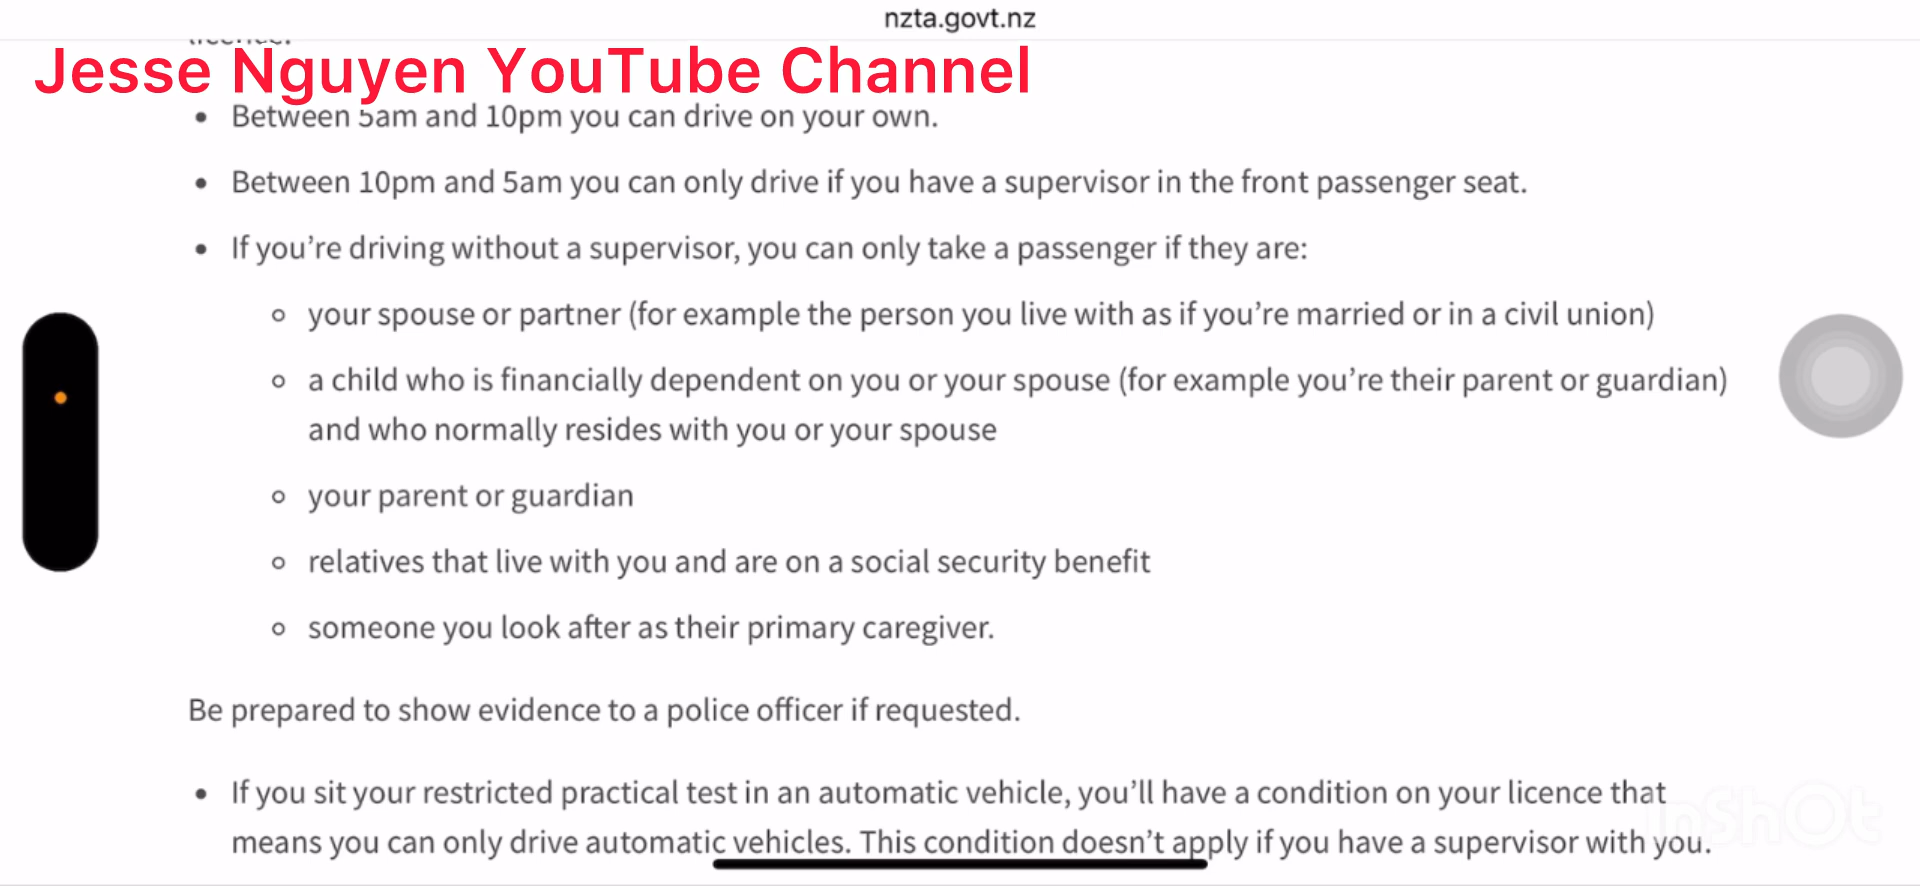 nzta.govt.nz
licence.
Jesse Nguyen YouTube Channel
• Between 5am and 10pm you can drive on your own.
• Between 10pm and 5am you can only drive if you have a supervisor in the front passenger seat.
• If you’re driving without a supervisor, you can only take a passenger if they are:
◦ your spouse or partner (for example the person you live with as if you’re married or in a civil union)
◦ a child who is financially dependent on you or your spouse (for example you’re their parent or guardian)
and who normally resides with you or your spouse
◦ your parent or guardian
◦ relatives that live with you and are on a social security benefit
◦ someone you look after as their primary caregiver.
Be prepared to show evidence to a police officer if requested.
• If you sit your restricted practical test in an automatic vehicle, you’ll have a condition on your licence that
means you can only drive automatic vehicles. This condition doesn’t apply if you have a supervisor with you.
InShOt